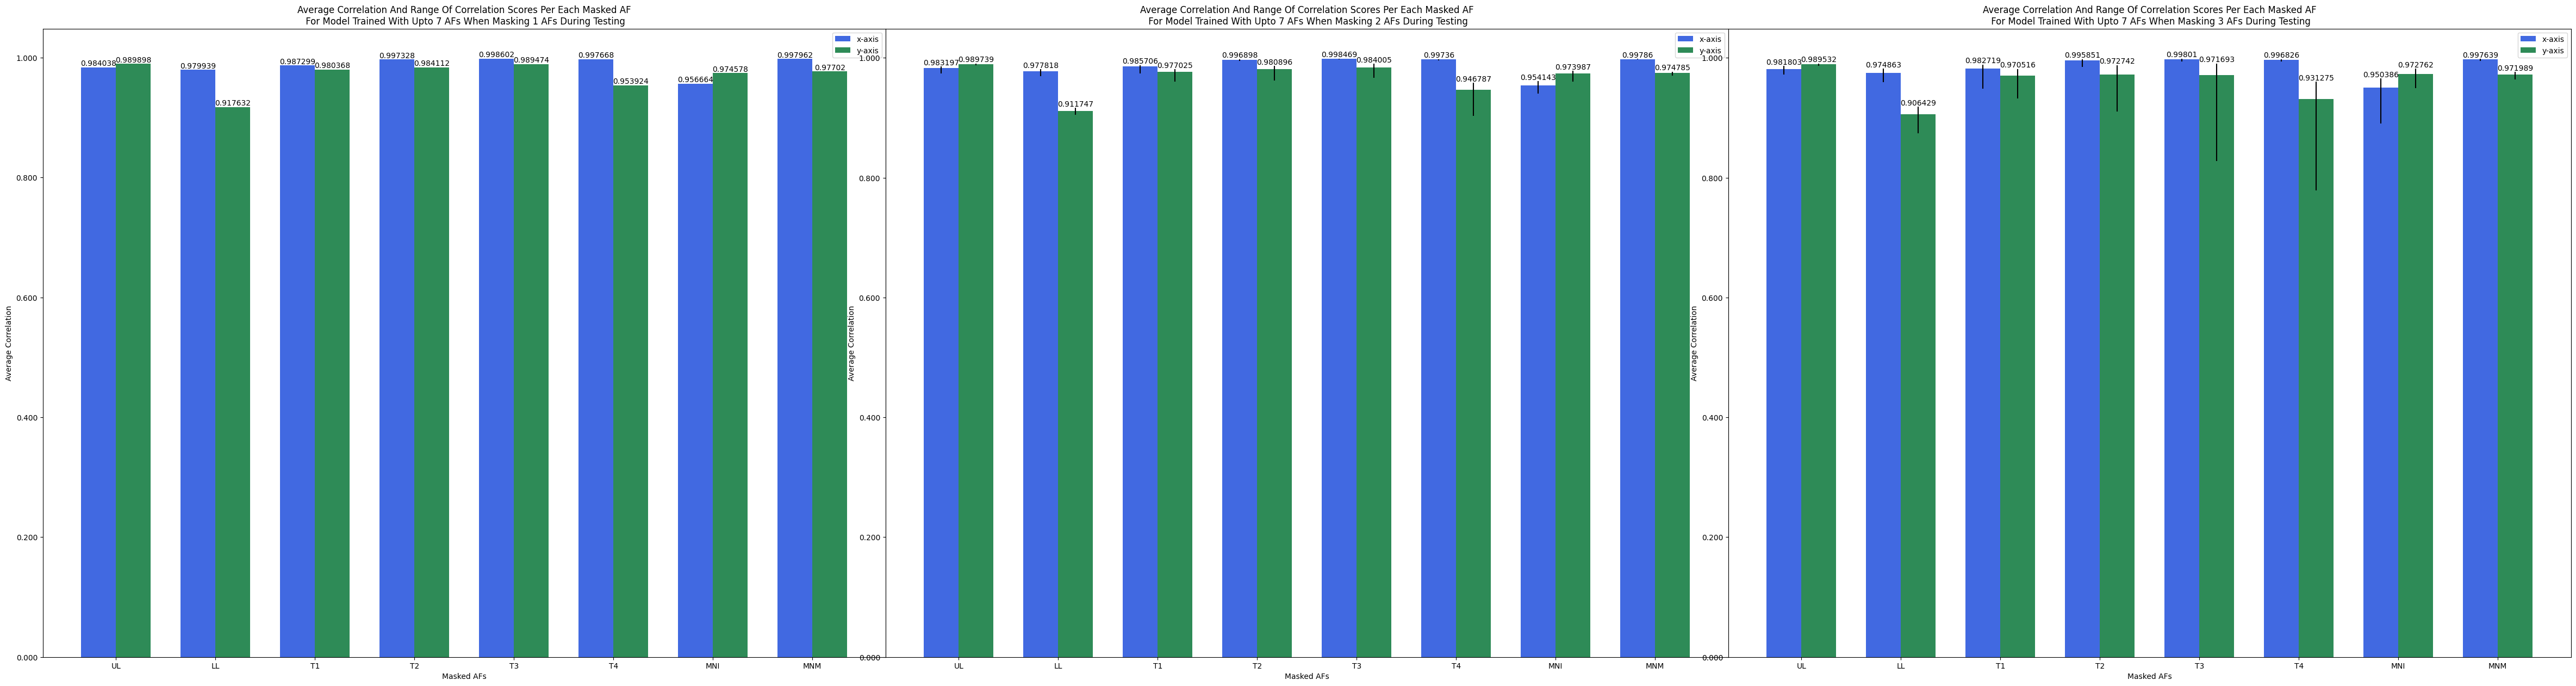 Average Correlation And Range Of Correlation Scores Per Each Masked AF
For Model Trained With Upto 7 AFs When Masking 1 AFs During Testing
x-axis
y-axis
Average Correlation
1.000
0.800
0.600
0.400
0.200
0.000
0.984038
0.989898
0.979939
0.917632
0.987299
0.980368
0.997328
0.984112
0.998602
0.989474
0.997668
0.953924
0.956664
0.974578
0.997962
0.97702
UL
LL
T1
T2
T3
T4
MNI
MNM
Masked AFs
Average Correlation And Range Of Correlation Scores Per Each Masked AF
For Model Trained With Upto 7 AFs When Masking 2 AFs During Testing
x-axis
y-axis
Average Correlation
1.000
0.800
0.600
0.400
0.200
0.000
0.983197
0.989739
0.977818
0.911747
0.985706
0.977025
0.996898
0.980896
0.998469
0.984005
0.99736
0.946787
0.954143
0.973987
0.99786
0.974785
UL
LL
T1
T2
T3
T4
MNI
MNM
Masked AFs
Average Correlation And Range Of Correlation Scores Per Each Masked AF
For Model Trained With Upto 7 AFs When Masking 3 AFs During Testing
x-axis
y-axis
Average Correlation
1.000
0.800
0.600
0.400
0.200
0.000
0.981803
0.989532
0.974863
0.906429
0.982719
0.970516
0.995851
0.972742
0.99801
0.971693
0.996826
0.931275
0.950386
0.972762
0.997639
0.971989
UL
LL
T1
T2
T3
T4
MNI
MNM
Masked AFs